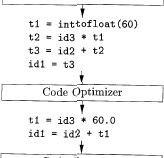 t1 = inttofloat(60)
t2 = id3 * t1
t3 = id2 + t2
id1 = t3
Code Optimizer
t1 = id3 * 60.0
id1 = id2 + t1